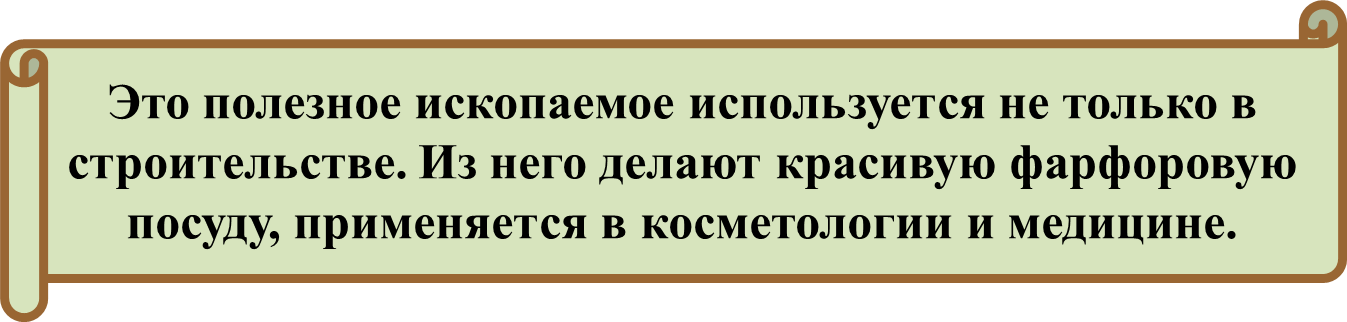 Это полезное ископаемое используется не только в
строительстве. Из него делают красивую фарфоровую
посуду, применяется в косметологии и медицине.